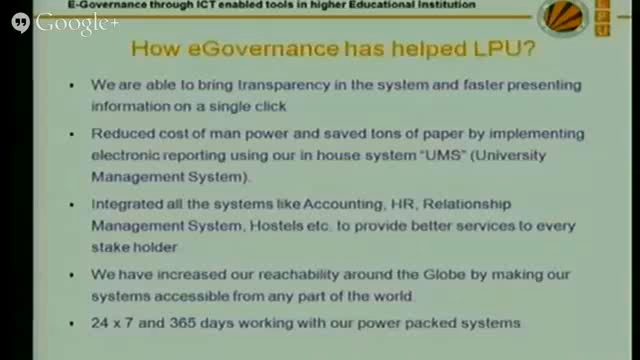 E-Governance through ICT enabled tools in higher Educational Institution
Google+
LPU
How eGovernance has helped LPU?
• We are able to bring transparency in the system and faster presenting
information on a single click
• Reduced cost of man power and saved tons of paper by implementing
electronic reporting using our in house system "UMS" (University
Management System).
• Integrated all the systems like Accounting, HR, Relationship
Management System, Hostels etc. to provide better services to every
stake holder
• We have increased our reachability around the Globe by making our
systems accessible from any part of the world.
• 24 x 7 and 365 days working with our power packed systems